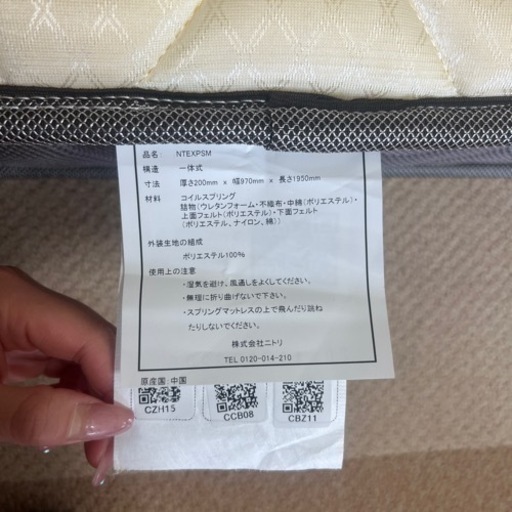 品名: NTEXPSM
構造 一体式
寸法 厚さ200mm × 幅970mm × 長さ1950mm
材料 コイルスプリング
詰物(ウレタンフォーム・不織布・中綿(ポリエステル)・
上面フェルト(ポリエステル)・下面フェルト
(ポリエステル、ナイロン、綿))
外装生地の組成
ポリエステル100%
使用上の注意
・湿気を避け、風通しをよくしてください。
・無理に折り曲げないで下さい。
・スプリングマットレスの上で飛んだり跳ね
たりしないでください。
株式会社ニトリ
TEL 0120-014-210
原産国:中国
CZH15 CCB08 CBZ11